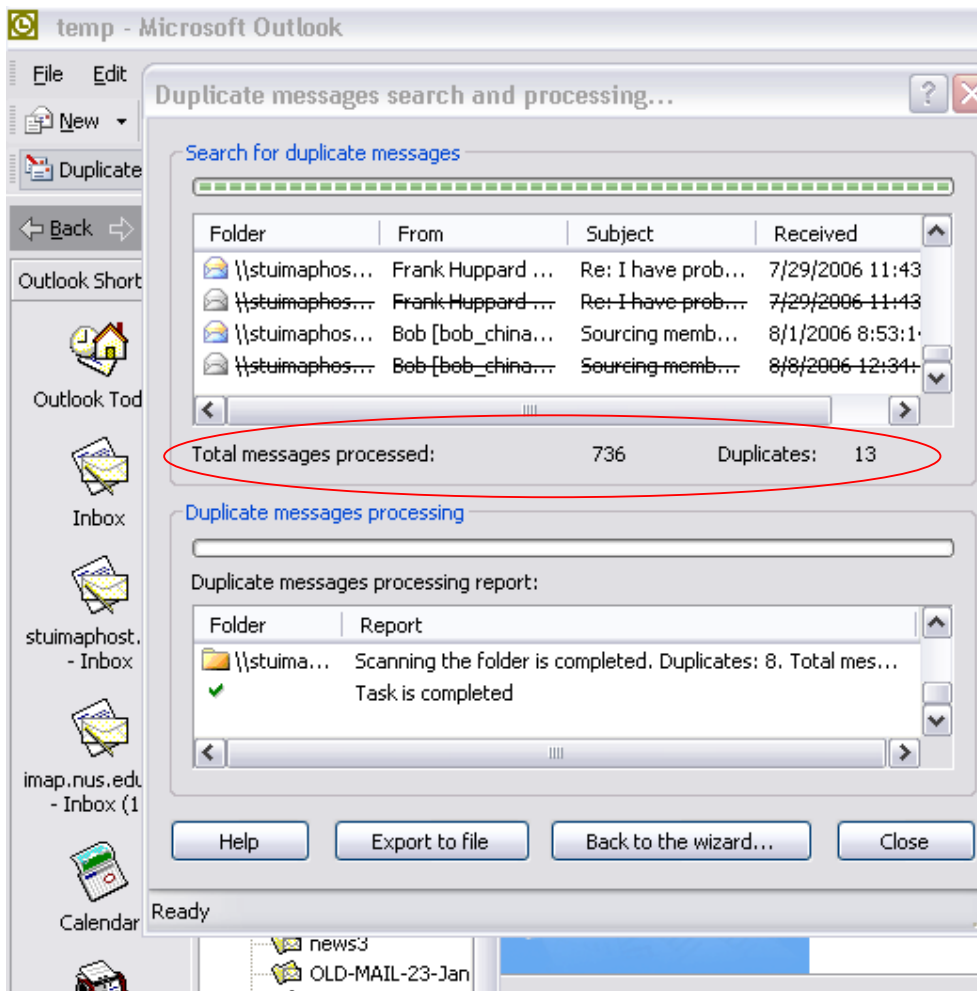 temp - Microsoft Outlook
File Edit
Duplicate messages search and processing...
New
Duplicate
Back
Outlook Short
Outlook Tod
Inbox
stuimaphost.
- Inbox
imap.nus.edu
- Inbox (1
Calendar
Search for duplicate messages
Folder From Subject Received
\\stuimaphos... Frank Huppard ... Re: I have prob... 7/29/2006 11:43
\\stuimaphos... Frank Huppard ... Re: I have prob... 7/29/2006 11:43
\\stuimaphos... Bob [bob_china... Sourcing memb... 8/1/2006 8:53:1
\\stuimaphos... Bob [bob_china... Sourcing memb... 8/8/2006 12:34:
Total messages processed: 736 Duplicates: 13
Duplicate messages processing
Duplicate messages processing report:
Folder Report
\\stuima... Scanning the folder is completed. Duplicates: 8. Total mes...
Task is completed
Help Export to file Back to the wizard... Close
Ready
news3
OLD-MAIL-23-Jan